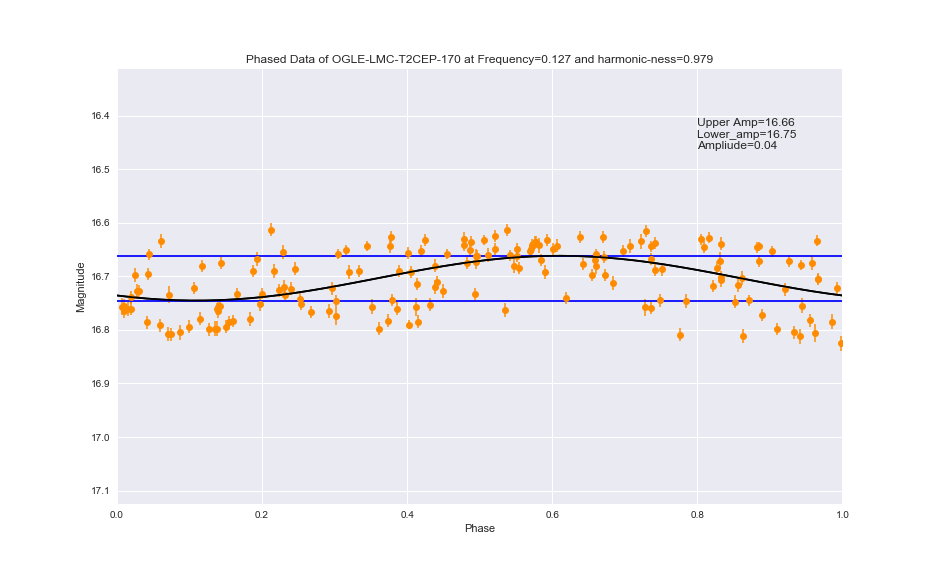 Phased Data of OGLE-LMC-T2CEP-170 at Frequency=0.127 and harmonic-ness=0.979
Upper Amp=16.66
Lower_amp=16.75
Ampliude=0.04
Magnitude
16.4
16.5
16.6
16.7
16.8
16.9
17.0
17.1
0.0 0.2 0.4 0.6 0.8 1.0
Phase